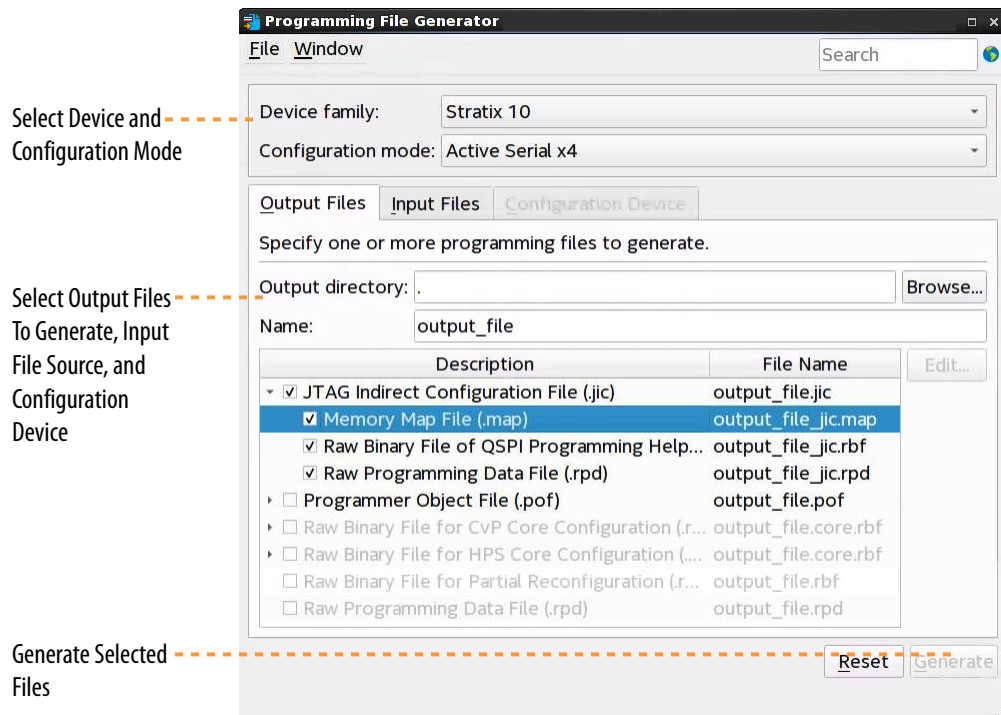 Programming File Generator
File Window
Search
Select Device and
Configuration Mode
Device family:
Stratix 10
Configuration mode:
Active Serial x4
Output Files
Input Files
Configuration Device
Specify one or more programming files to generate.
Select Output Files
To Generate, Input
File Source, and
Configuration
Device
Output directory:
.
Browse...
Name:
output_file
Description
File Name
Edit...
JTAG Indirect Configuration File (.jic)
output_file.jic
Memory Map File (.map)
output_file_jic.map
Raw Binary File of QSPI Programming Help...
output_file_jic.rbf
Raw Programming Data File (.rpd)
output_file_jic.rpd
Programmer Object File (.pof)
output_file.pof
Raw Binary File for CvP Core Configuration (.r...
output_file.core.rbf
Raw Binary File for HPS Core Configuration (....
output_file.core.rbf
Raw Binary File for Partial Reconfiguration (.r...
output_file.rbf
Raw Programming Data File (.rpd)
output_file.rpd
Generate Selected
Files
Reset
Generate